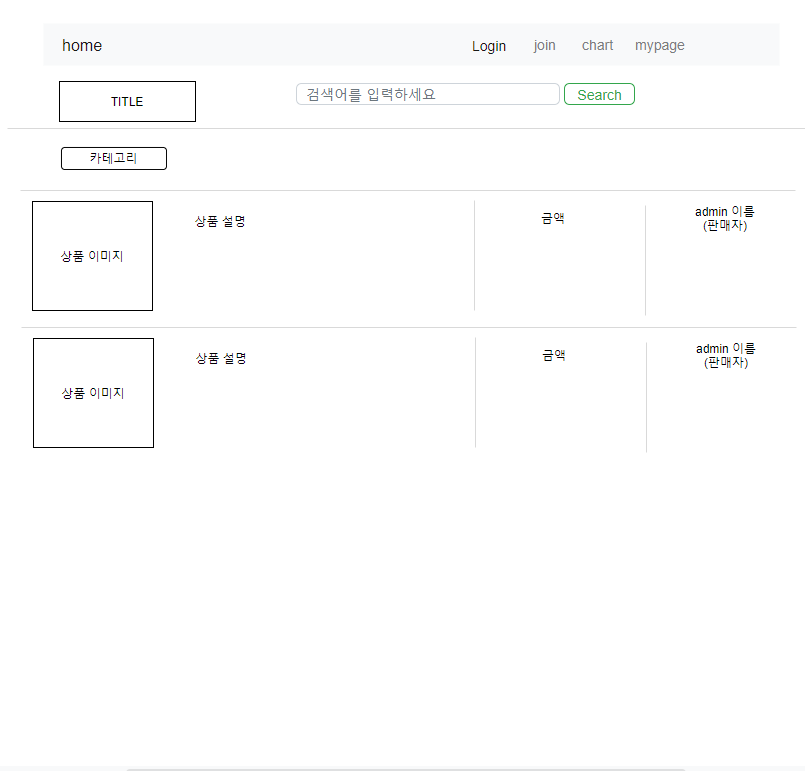 home
Login
join
chart
mypage
TITLE
검색어를 입력하세요
Search
카테고리
상품 이미지
상품 설명
금액
admin 이름
(판매자)
상품 이미지
상품 설명
금액
admin 이름
(판매자)